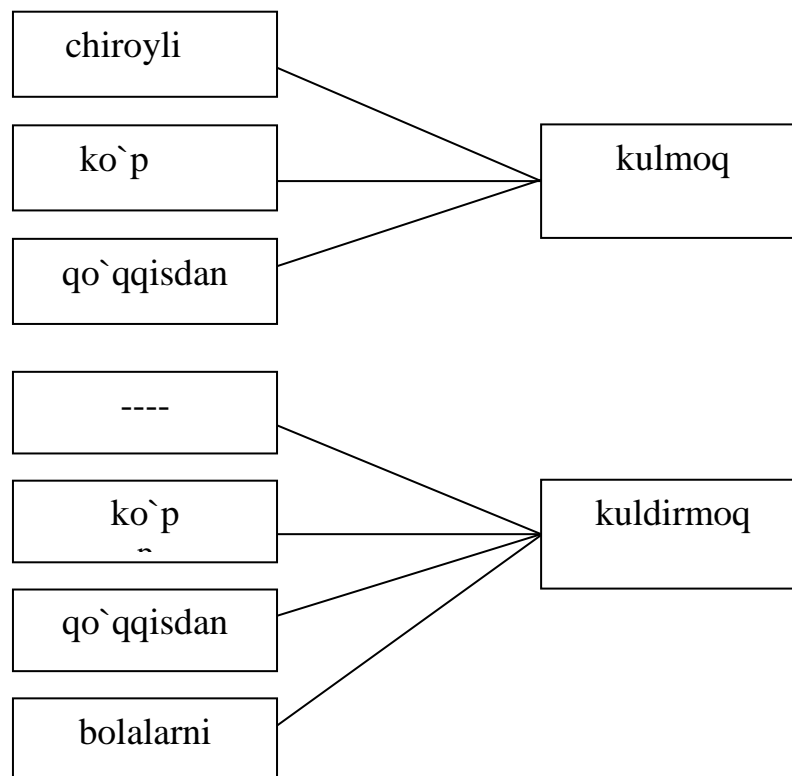 chiroyli
ko`p
kulmoq
qo`qqisdan
----
ko`p
kuldirmoq
qo`qqisdan
bolalarni